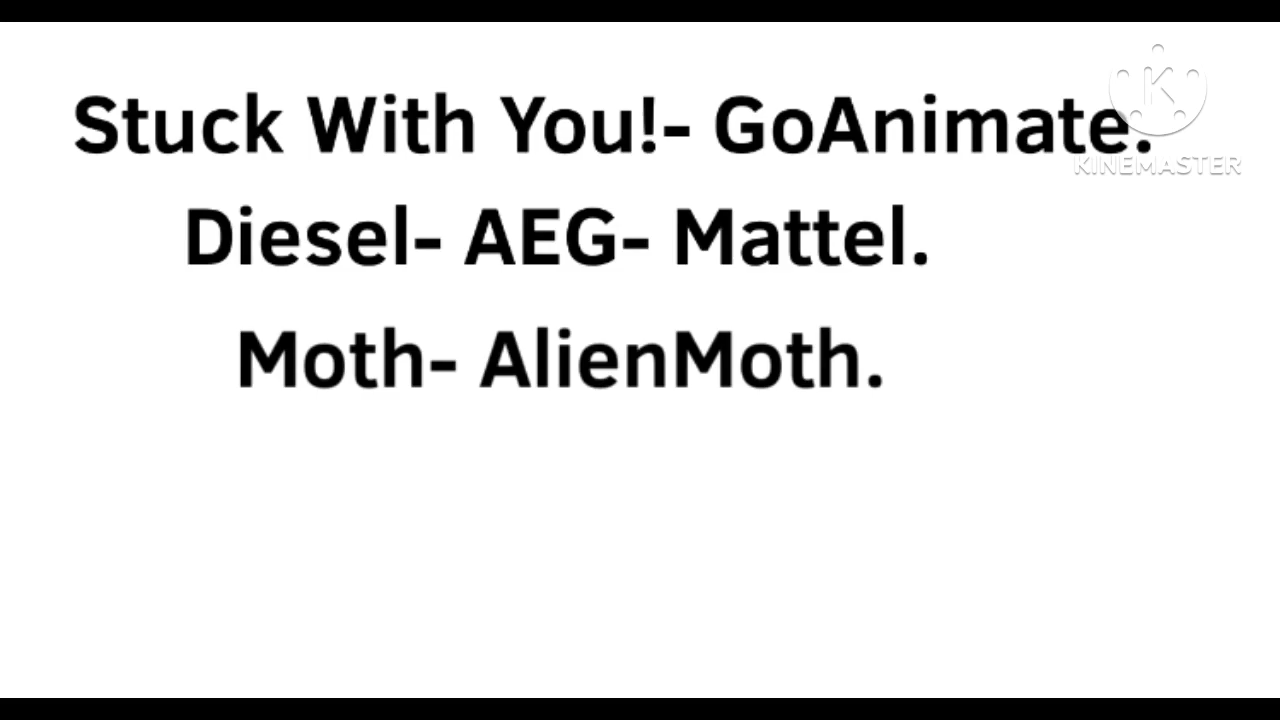 Stuck With You!- GoAnimate.
KINEMASTER
Diesel- AEG- Mattel.
Moth- AlienMoth.